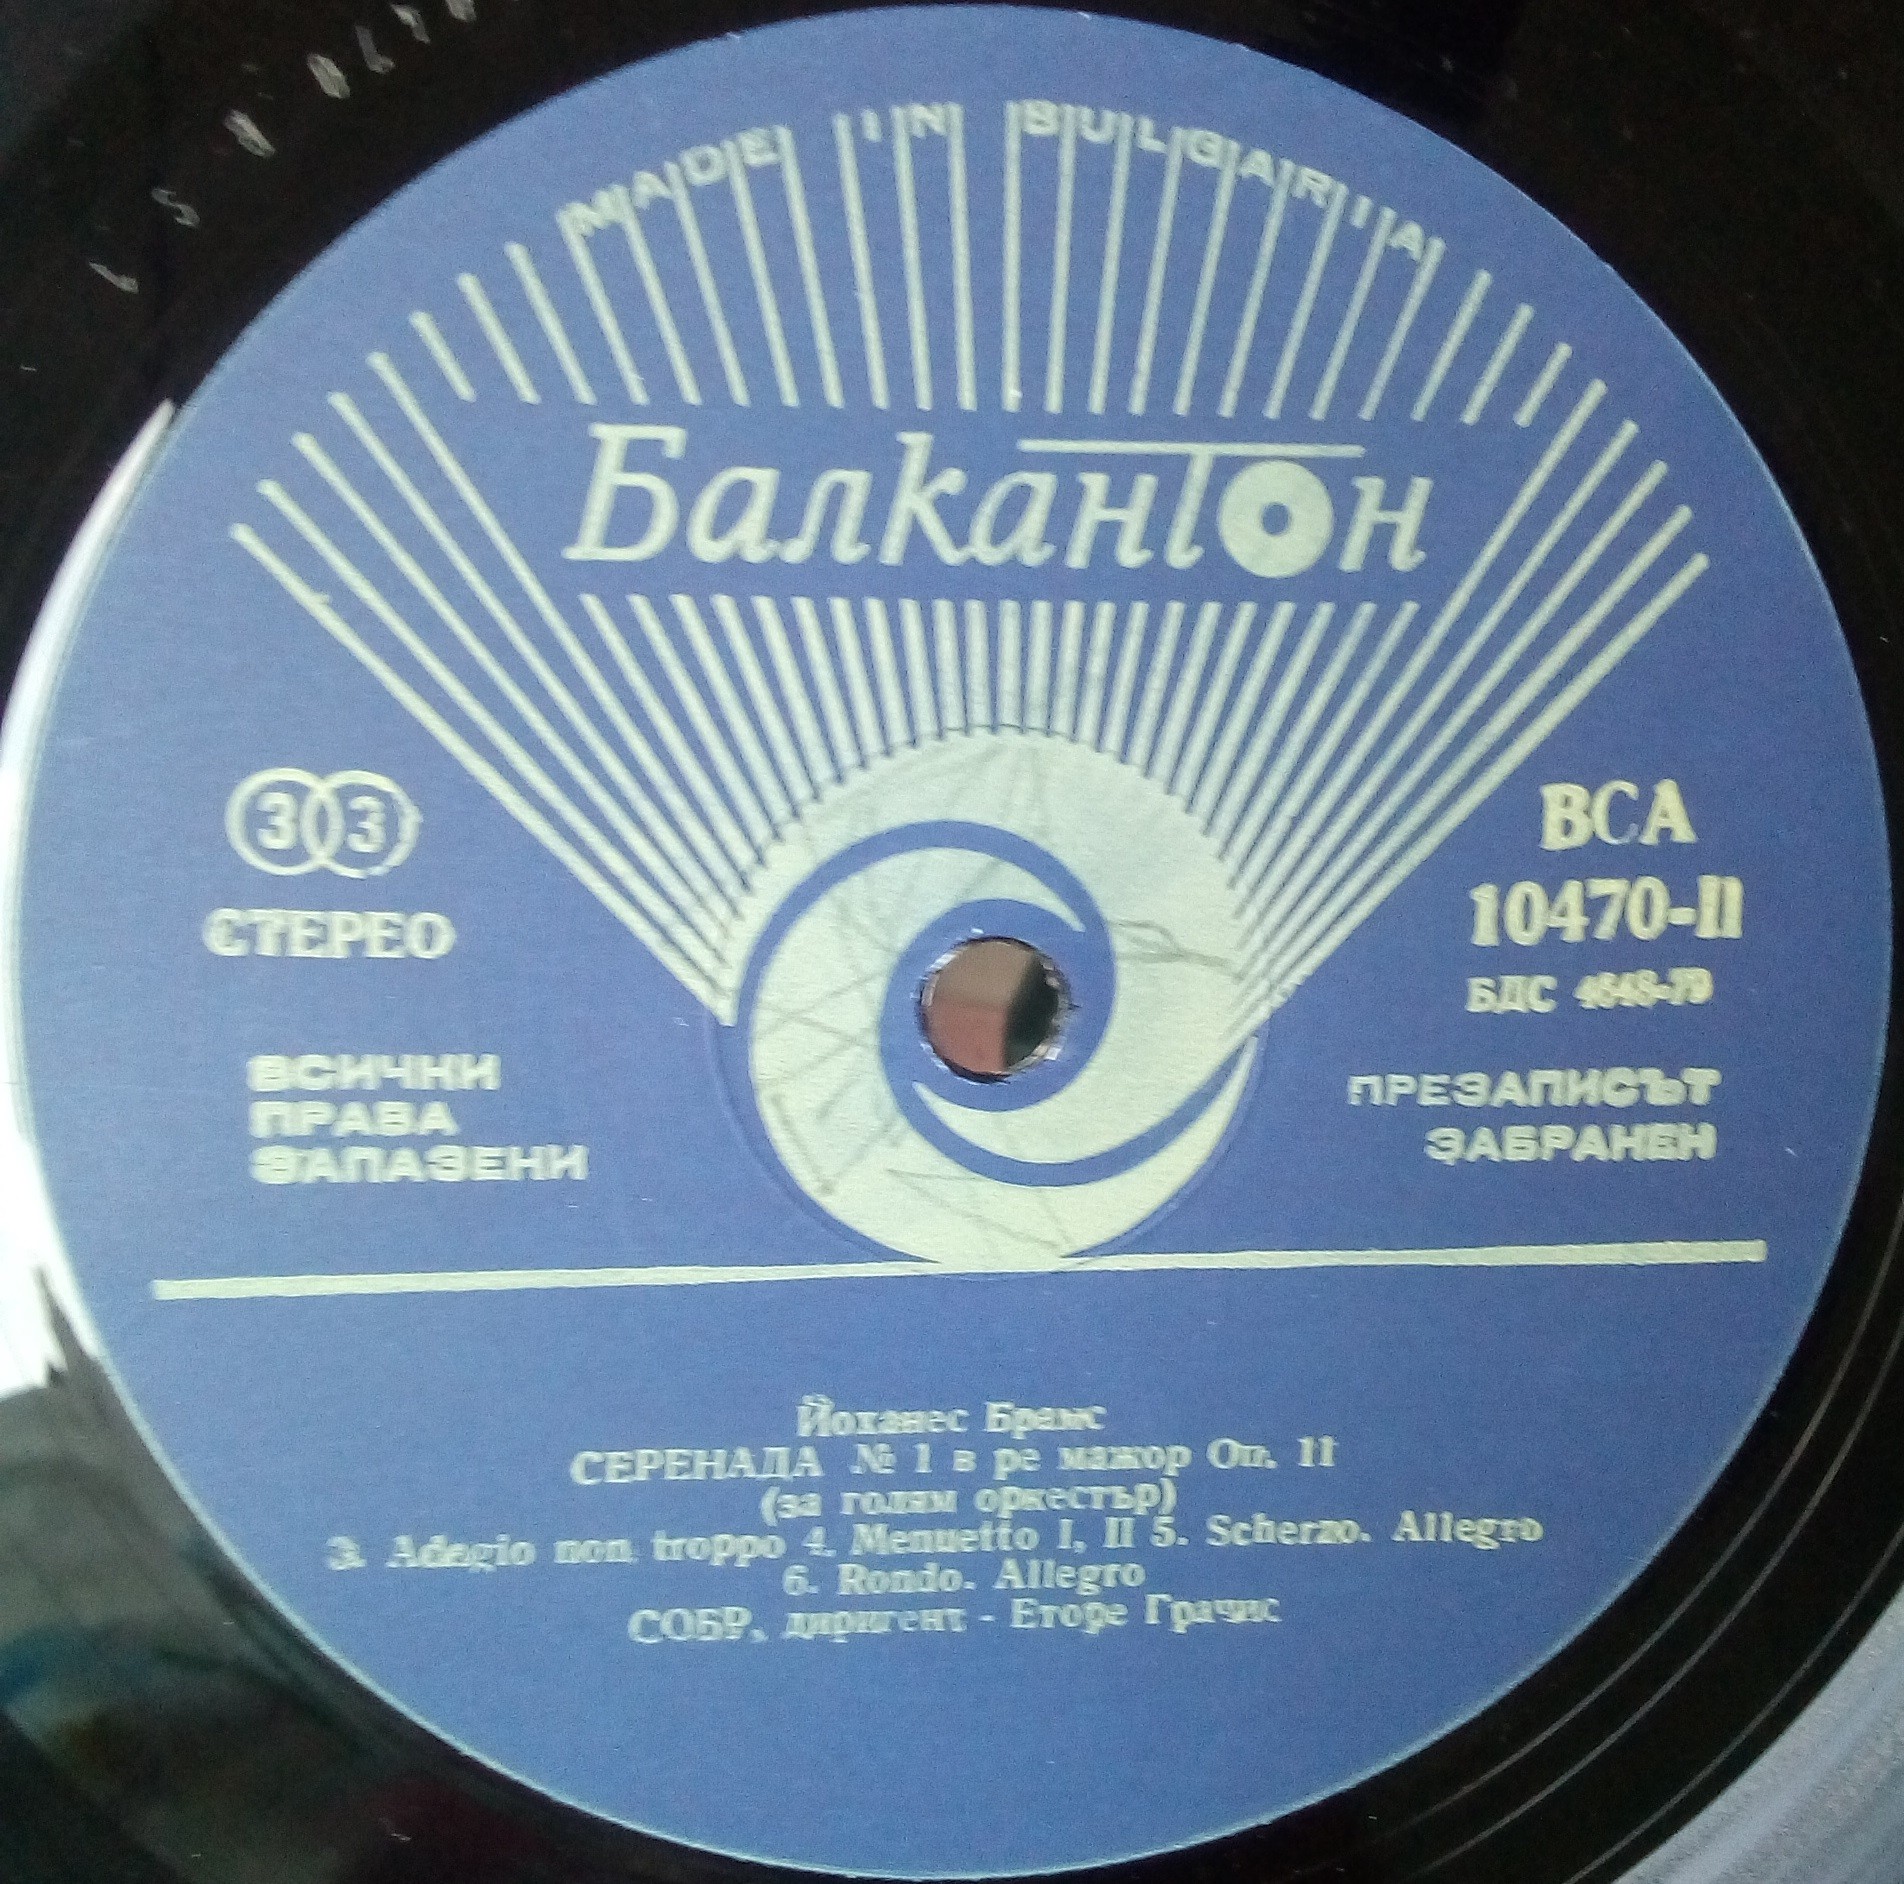 MADE IN BULGARIA
Балкантон
33
СТЕРЕО
ВСИЧКИ
ПРАВА
ЗАПАЗЕНИ
ВСА
10470-II
БДС 4648-79
ПРЕЗАПИСЪТ
ЗАБРАНЕН
Йоханес Брамс
СЕРЕНАДА № 1 в ре мажор Оп. 11
(за голям оркестър)
3. Adagio non troppo 4. Menuetto I, II 5. Scherzo. Allegro
6. Rondo. Allegro
СОБР, диригент - Еторе Грачис